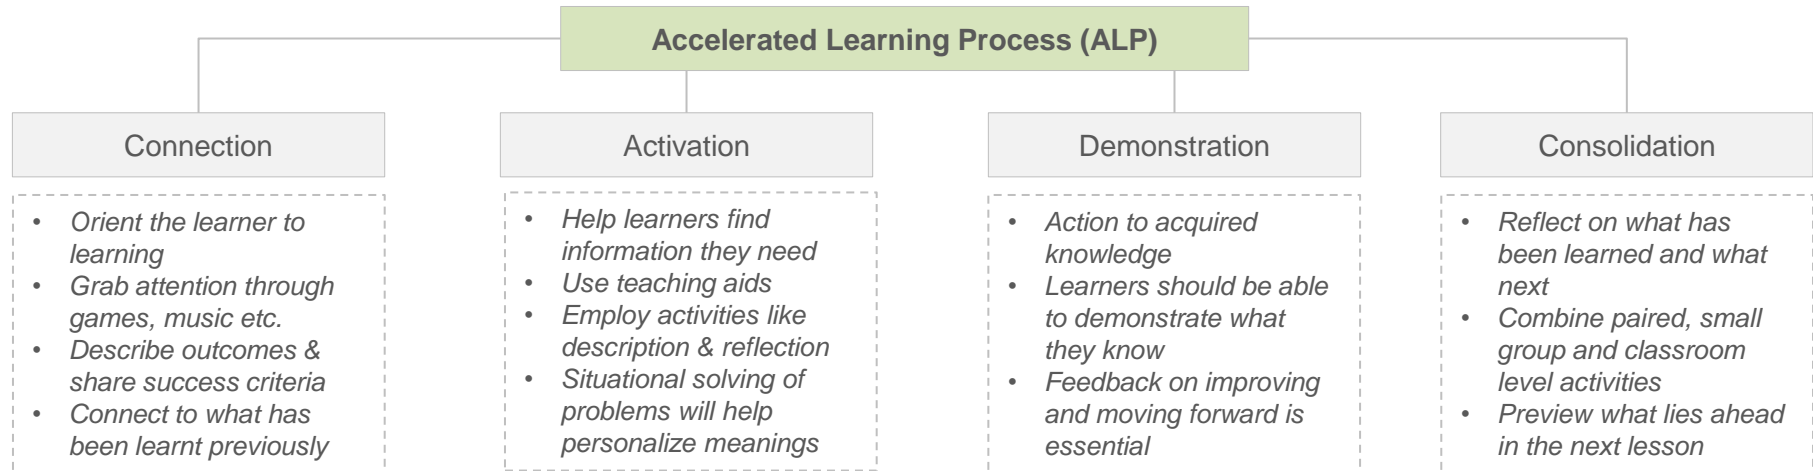 Accelerated Learning Process (ALP)
Connection
• Orient the learner to
learning
• Grab attention through
games, music etc.
• Describe outcomes &
share success criteria
• Connect to what has
been learnt previously
Activation
• Help learners find
information they need
• Use teaching aids
• Employ activities like
description & reflection
• Situational solving of
problems will help
personalize meanings
Demonstration
• Action to acquired
knowledge
• Learners should be able
to demonstrate what
they know
• Feedback on improving
and moving forward is
essential
Consolidation
• Reflect on what has
been learned and what
next
• Combine paired, small
group and classroom
level activities
• Preview what lies ahead
in the next lesson